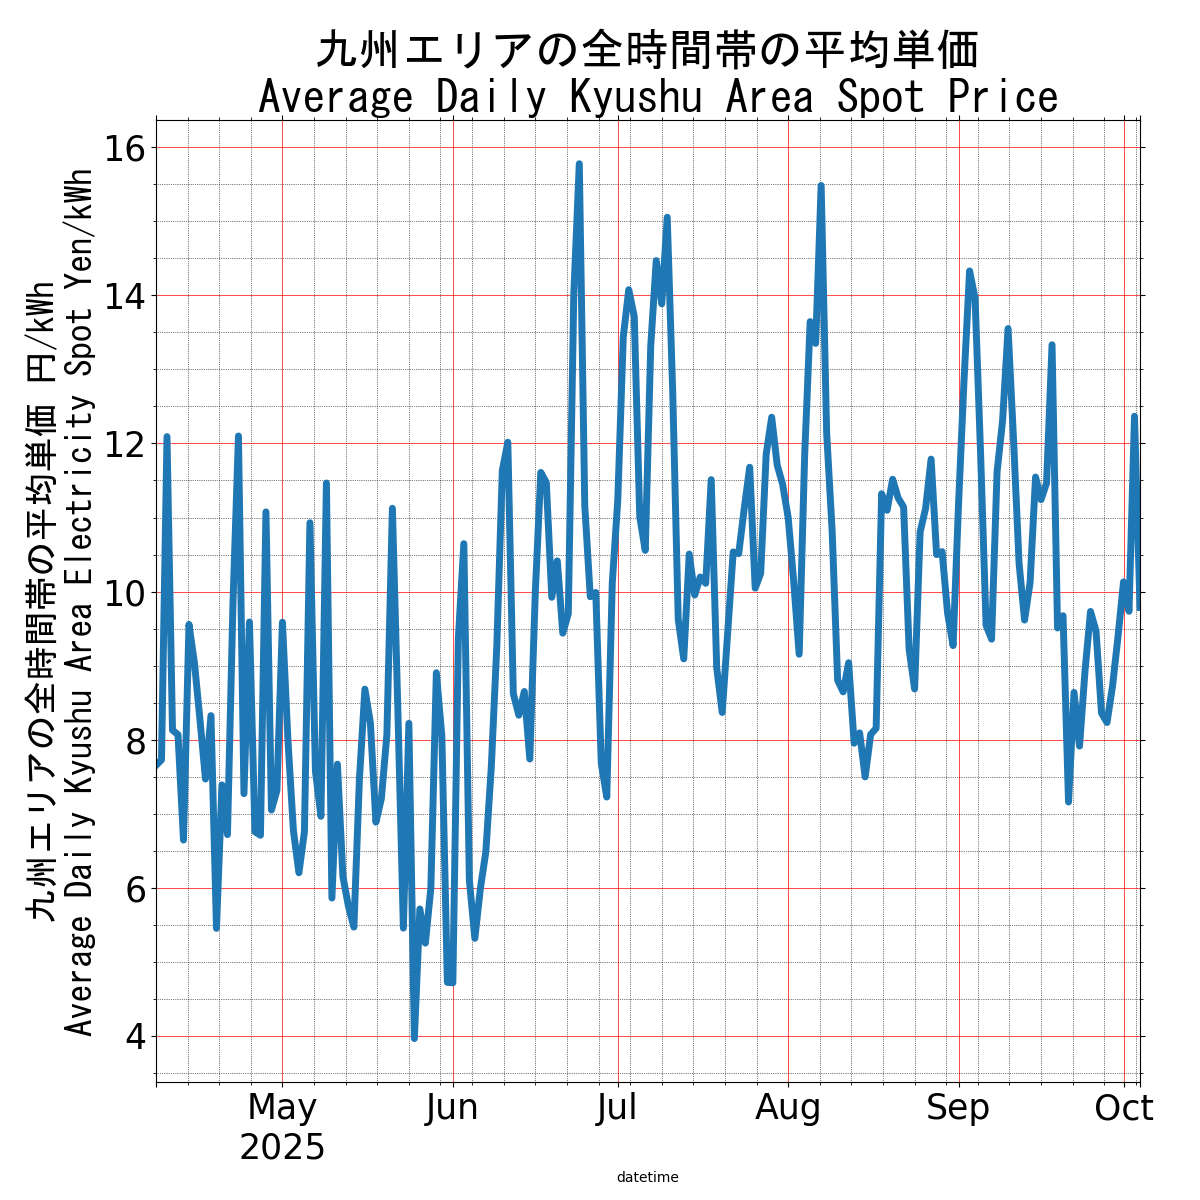 九州エリアの全時間帯の平均単価
Average Daily Kyushu Area Spot Price
九州エリアの全時間帯の平均単価 円/kWh
Average Daily Kyushu Area Electricity Spot Yen/kWh
16
14
12
10
8
6
4
May
2025
Jun
Jul
Aug
Sep
Oct
datetime